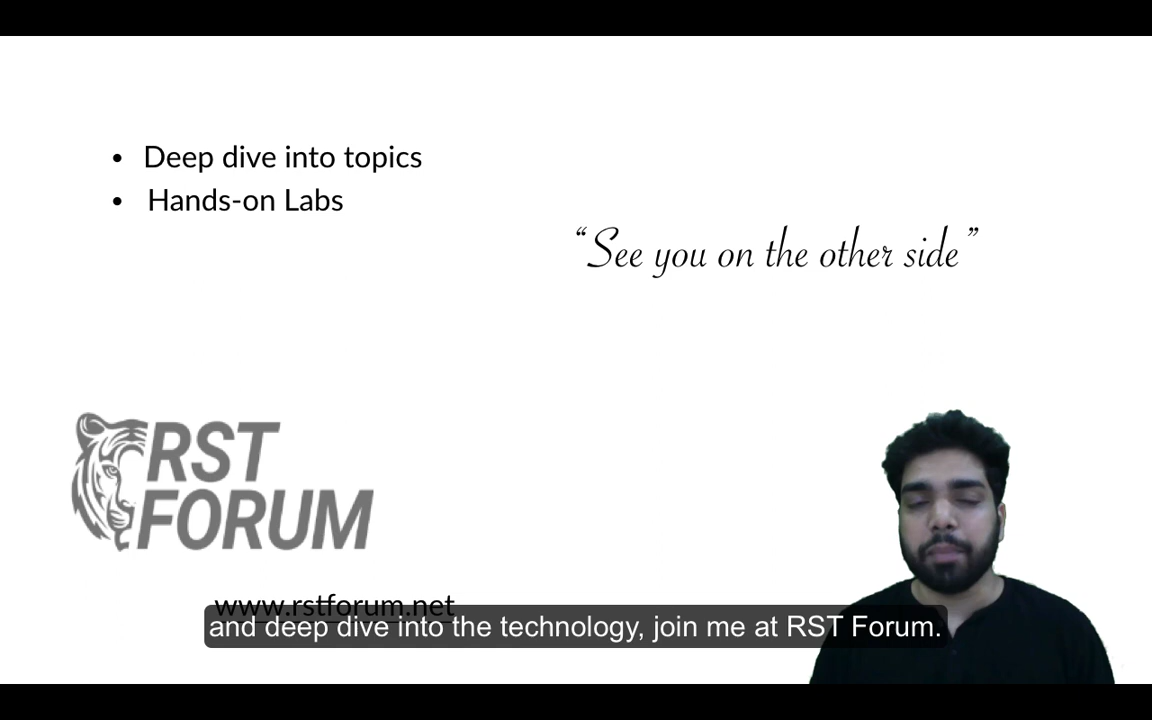 • Deep dive into topics
• Hands-on Labs
“See you on the other side”
RST
FORUM
www.rstforum.net
and deep dive into the technology, join me at RST Forum.